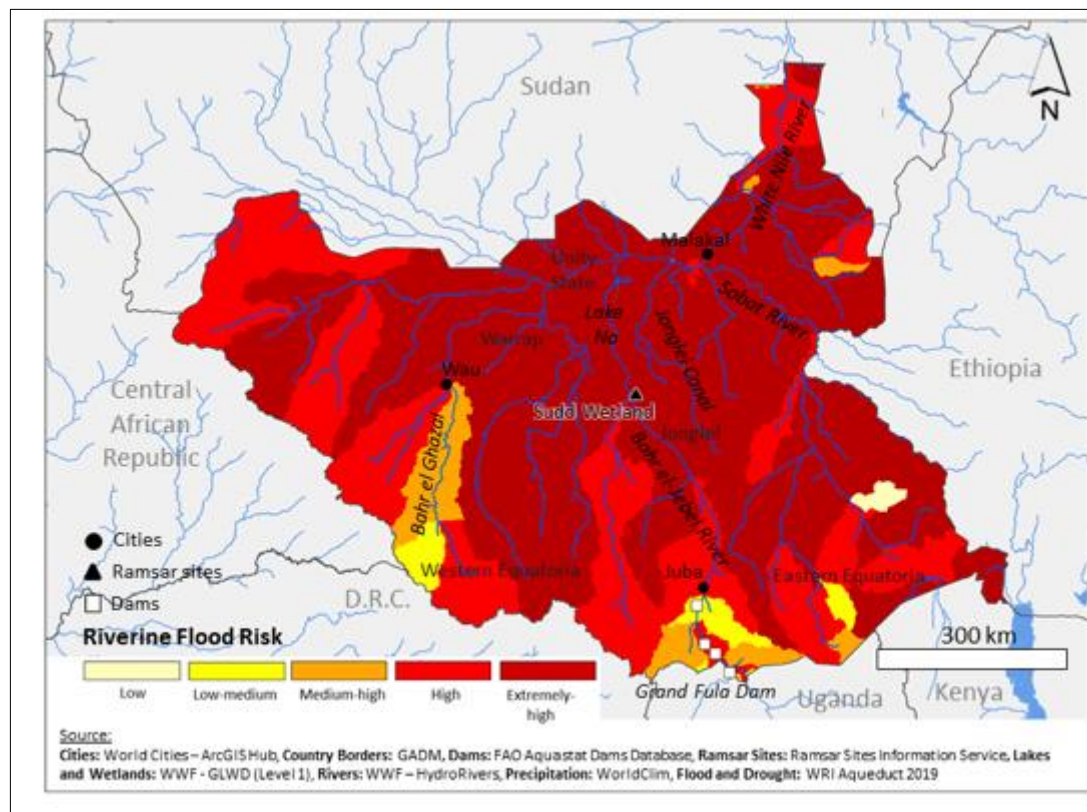 Sudan
N
White Nile River
Malakal
Unity
State
Sobat River
Lake
No
Jonglei Canal
Warrap
Ethiopia
Wau
Central
African
Republic
Sudd Wetland
Jonglei
Bahr el Ghazal
Bahr el Jebel River
Cities
Ramsar sites
Dams
Western Equatoria
Juba
Eastern Equatoria
D.R.C.
Riverine Flood Risk
300 km
Low
Low-medium
Medium-high
High
Extremely-
high
Grand Fula Dam
Uganda
Kenya
Source:
Cities: World Cities – ArcGIS Hub, Country Borders: GADM, Dams: FAO Aquastat Dams Database, Ramsar Sites: Ramsar Sites Information Service, Lakes
and Wetlands: WWF - GLWD (Level 1), Rivers: WWF – HydroRivers, Precipitation: WorldClim, Flood and Drought: WRI Aqueduct 2019